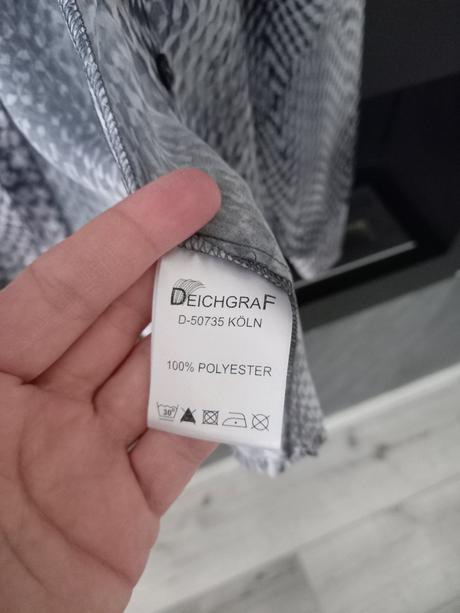 DEICHGRAF
D-50735 KÖLN
100% POLYESTER
30°